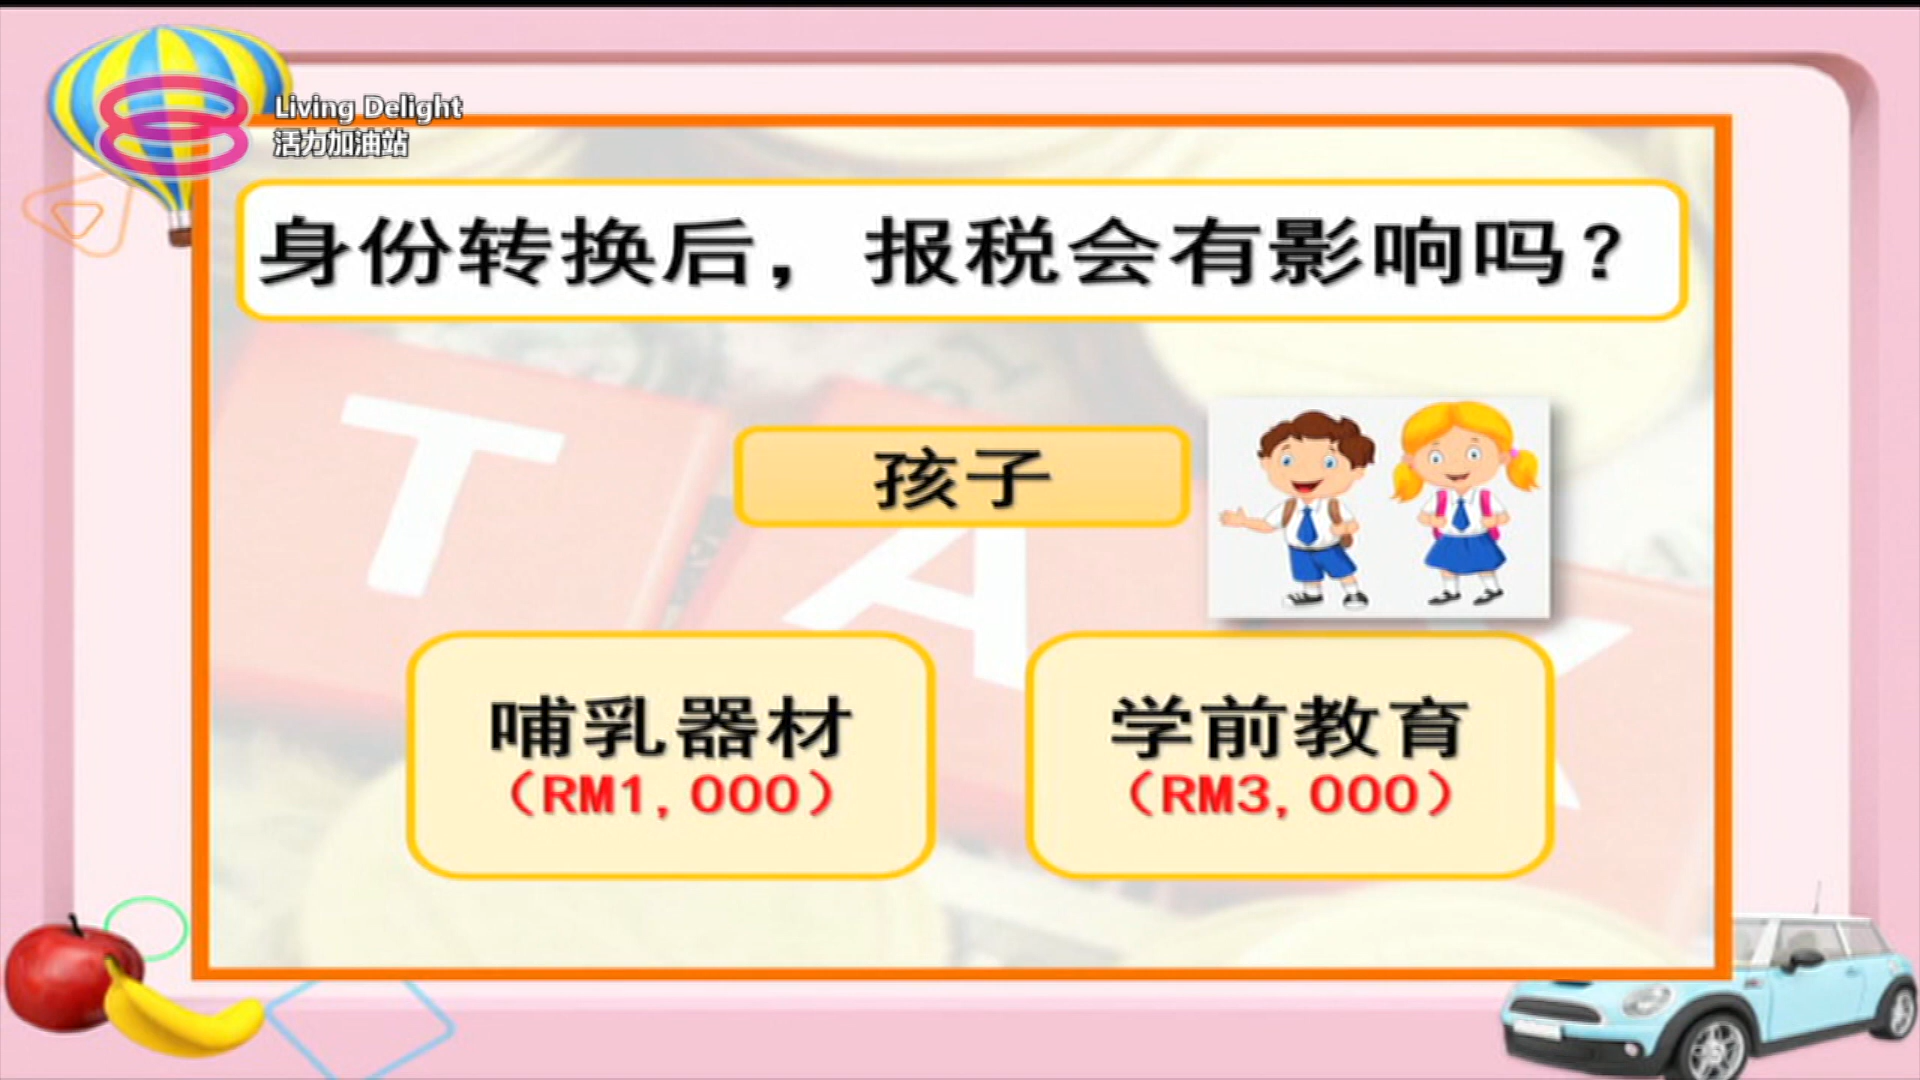 Living Delight
活力加油站
身份转换后，报税会有影响吗？
孩子
T A X
哺乳器材
（RM1,000）
学前教育
（RM3,000）